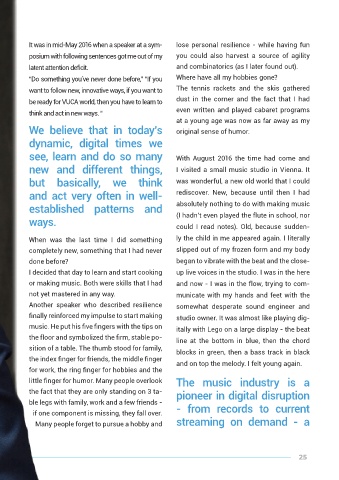 It was in mid-May 2016 when a speaker at a sym-
posium with following sentences got me out of my
latent attention deficit.
"Do something you've never done before," "If you
want to follow new, innovative ways, if you want to
be ready for VUCA world, then you have to learn to
think and act in new ways. "
We believe that in today's
dynamic, digital times we
see, learn and do so many
new and different things,
but basically, we think
and act very often in well-
established patterns and
ways.
When was the last time I did something
completely new, something that I had never
done before?
I decided that day to learn and start cooking
or making music. Both were skills that I had
not yet mastered in any way.
Another speaker who described resilience
finally reinforced my impulse to start making
music. He put his five fingers with the tips on
the floor and symbolized the firm, stable po-
sition of a table. The thumb stood for family,
the index finger for friends, the middle finger
for work, the ring finger for hobbies and the
little finger for humor. Many people overlook
the fact that they are only standing on 3 ta-
ble legs with family, work and a few friends -
if one component is missing, they fall over.
Many people forget to pursue a hobby and
lose personal resilience - while having fun
you could also harvest a source of agility
and combinatorics (as I later found out).
Where have all my hobbies gone?
The tennis rackets and the skis gathered
dust in the corner and the fact that I had
even written and played cabaret programs
at a young age was now as far away as my
original sense of humor.
With August 2016 the time had come and
I visited a small music studio in Vienna. It
was wonderful, a new old world that I could
rediscover. New, because until then I had
absolutely nothing to do with making music
(I hadn't even played the flute in school, nor
could I read notes). Old, because sudden-
ly the child in me appeared again. I literally
slipped out of my frozen form and my body
began to vibrate with the beat and the close-
up live voices in the studio. I was in the here
and now - I was in the flow, trying to com-
municate with my hands and feet with the
somewhat desperate sound engineer and
studio owner. It was almost like playing dig-
itally with Lego on a large display - the beat
line at the bottom in blue, then the chord
blocks in green, then a bass track in black
and on top the melody. I felt young again.
The music industry is a
pioneer in digital disruption
- from records to current
streaming on demand - a
25